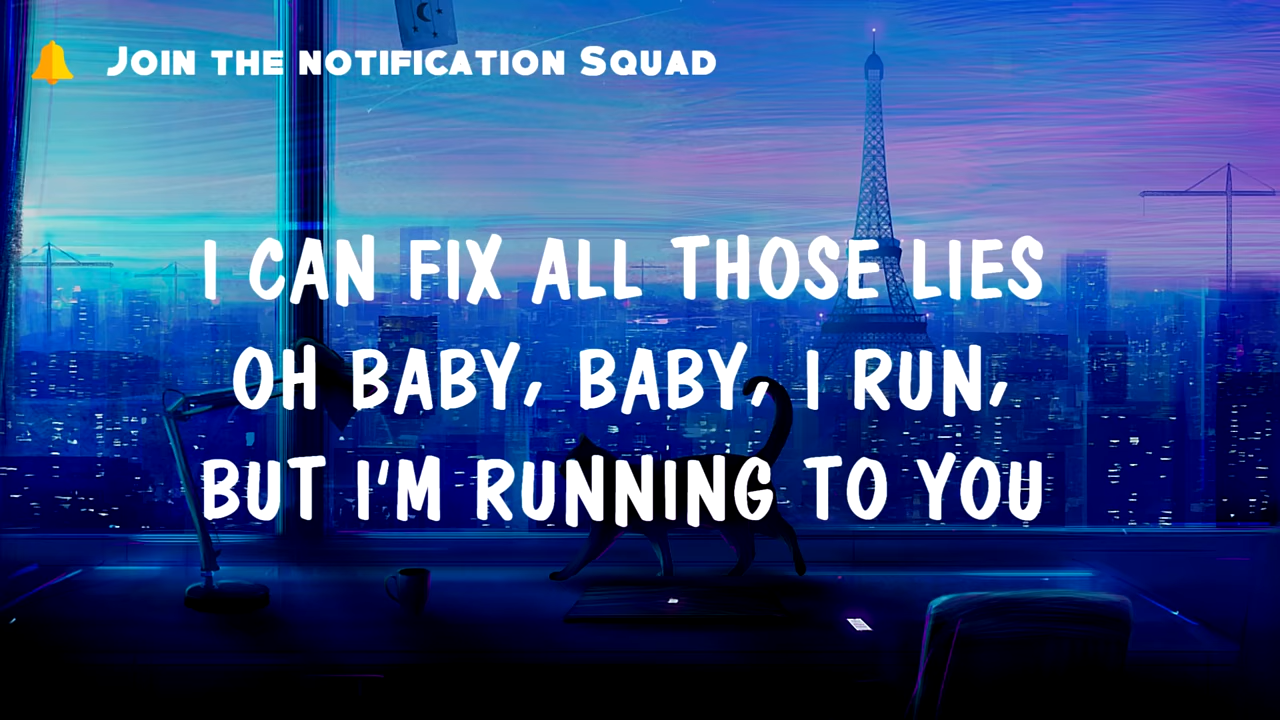 Join the notification Squad
I CAN FIX ALL THOSE LIES
OH BABY, BABY, I RUN,
BUT I'M RUNNING TO YOU